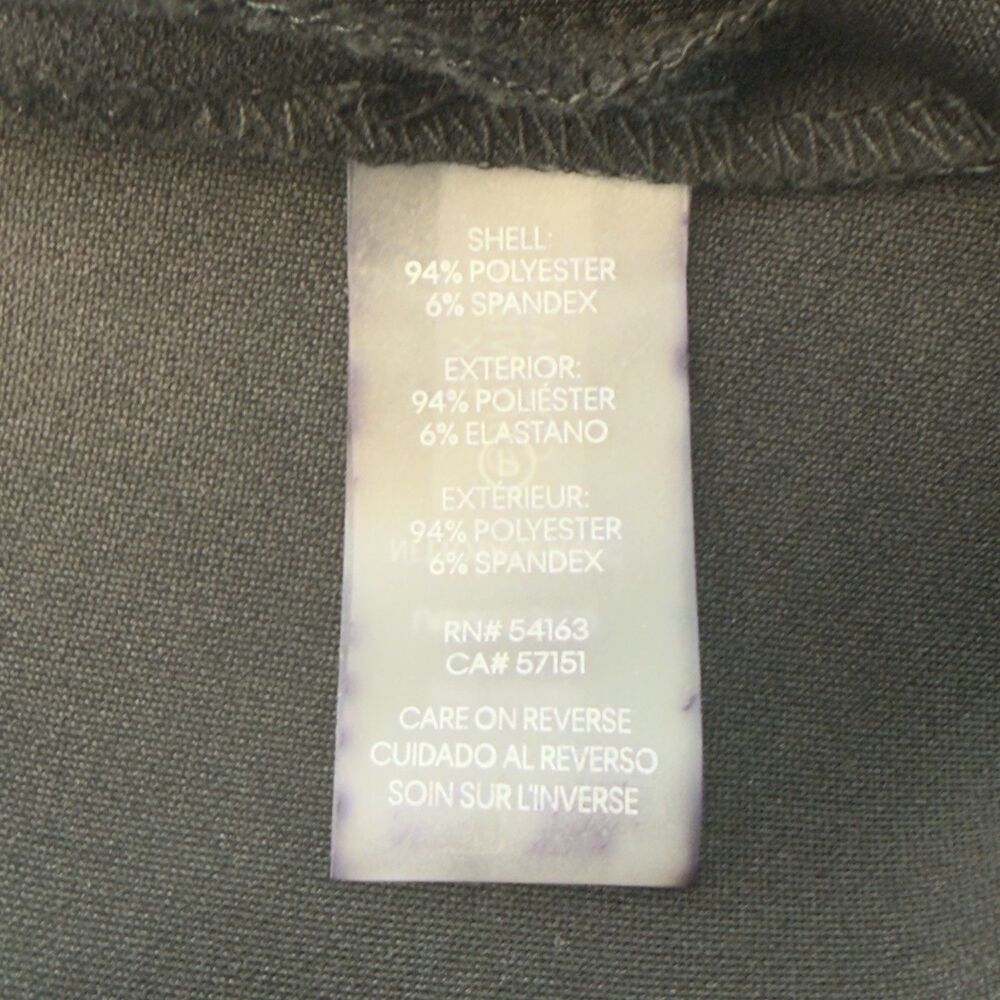 SHELL:
94% POLYESTER
6% SPANDEX
EXTERIOR:
94% POLIÉSTER
6% ELASTANO
EXTÉRIEUR:
94% POLYESTER
6% SPANDEX
RN# 54163
CA# 57151
CARE ON REVERSE
CUIDADO AL REVERSO
SOIN SUR L'INVERSE